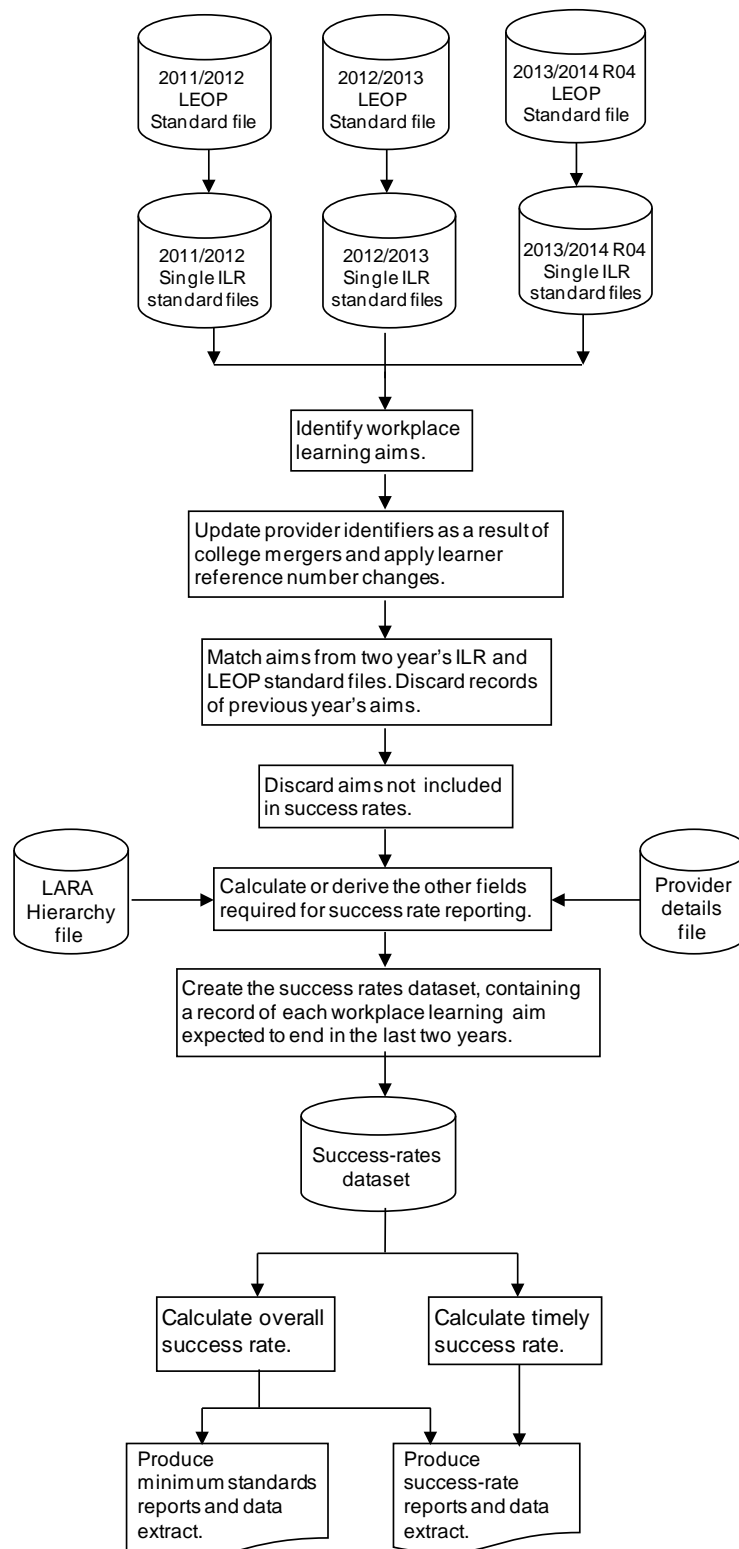 2011/2012
LEOP
Standard file
2012/2013
LEOP
Standard file
2013/2014 R04
LEOP
Standard file
2011/2012
Single ILR
standard files
2012/2013
Single ILR
standard files
2013/2014 R04
Single ILR
standard files
Identify workplace
learning aims.
Update provider identifiers as a result of
college mergers and apply learner
reference number changes.
Match aims from two year's ILR and
LEOP standard files. Discard records
of previous year's aims.
Discard aims not included
in success rates.
LARA
Hierarchy
file
Calculate or derive the other fields
required for success rate reporting.
Provider
details
file
Create the success rates dataset, containing
a record of each workplace learning aim
expected to end in the last two years.
Success-rates
dataset
Calculate overall
success rate.
Calculate timely
success rate.
Produce
minimum standards
reports and data
extract.
Produce
success-rate
reports and data
extract.